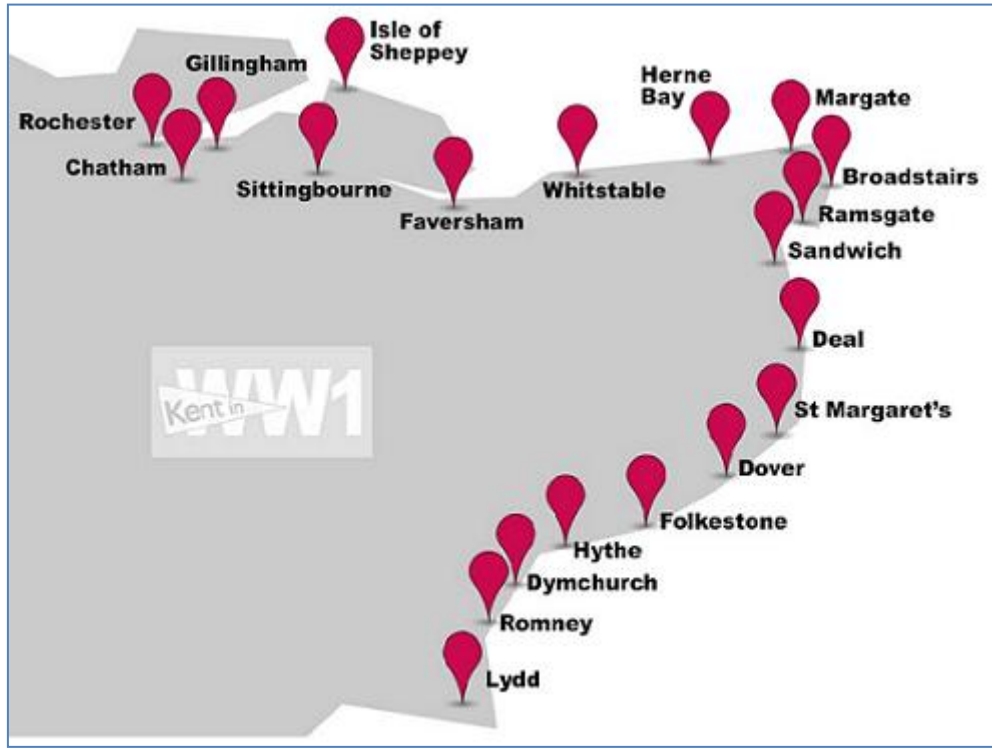 Isle of
Sheppey
Gillingham
Rochester
Chatham
Sittingbourne
Faversham
Whitstable
Herne
Bay
Margate
Broadstairs
Ramsgate
Sandwich
Deal
St Margaret's
Dover
Folkestone
Hythe
Dymchurch
Romney
Lydd
Kent in
WW1